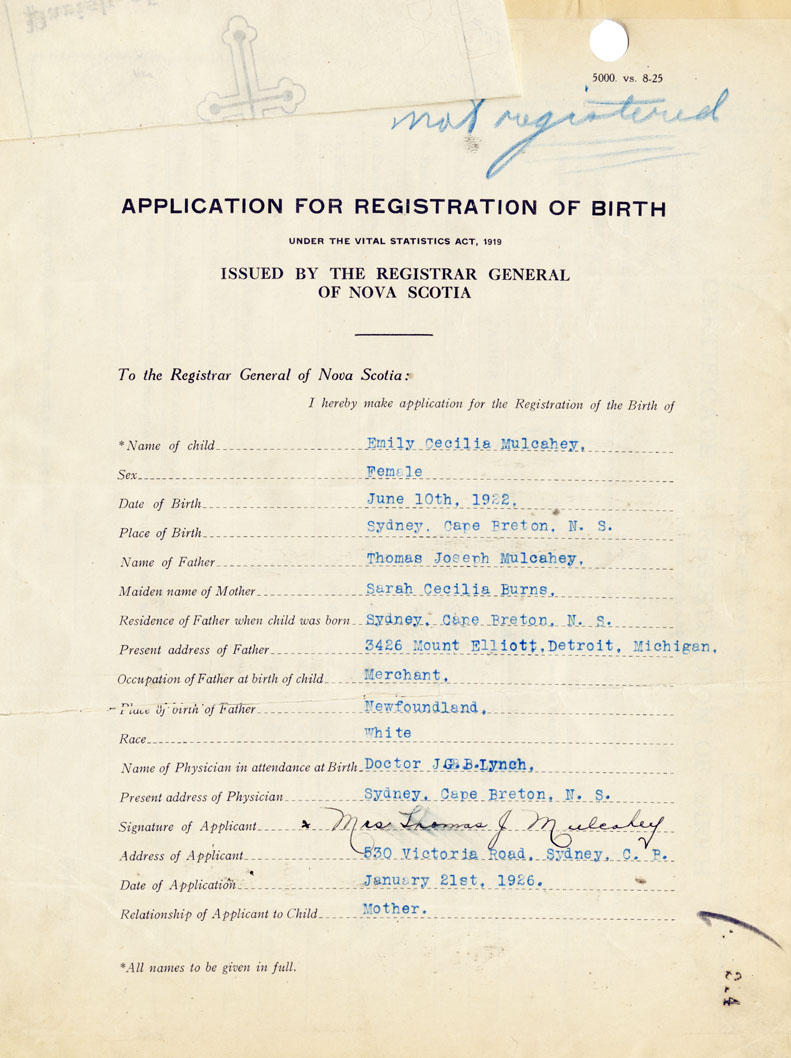 5000. vs. 8-25
not registered
APPLICATION FOR REGISTRATION OF BIRTH
UNDER THE VITAL STATISTICS ACT, 1919
ISSUED BY THE REGISTRAR GENERAL
OF NOVA SCOTIA
To the Registrar General of Nova Scotia:
I hereby make application for the Registration of the Birth of
*Name of child Emily Cecilia Mulcahey,
Sex Female
Date of Birth June 10th, 1922,
Place of Birth Sydney, Cape Breton, N. S.
Name of Father Thomas Joseph Mulcahey,
Maiden name of Mother Sarah Cecilia Burns,
Residence of Father when child was born Sydney, Cape Breton, N. S.
Present address of Father 3426 Mount Elliott, Detroit, Michigan,
Occupation of Father at birth of child Merchant,
Place of birth of Father Newfoundland,
Race White
Name of Physician in attendance at Birth Doctor J.G.B.Lynch,
Present address of Physician Sydney, Cape Breton, N. S.
Signature of Applicant x Mrs Thomas J Mulcahey
Address of Applicant 530 Victoria Road, Sydney, C. B.
Date of Application January 21st, 1926.
Relationship of Applicant to Child Mother.
*All names to be given in full.